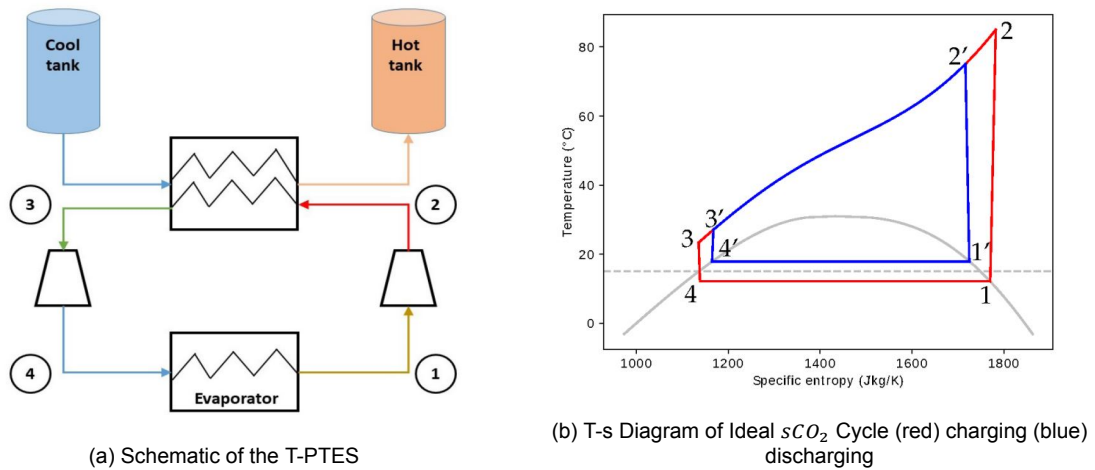 Cool
tank
Hot
tank
3
2
4
1
Evaporator
(a) Schematic of the T-PTES
80
60
40
20
0
Temperature (°C)
1000 1200 1400 1600 1800
Specific entropy (Jkg/K)
2
2′
3′
3
4′
1′
4
1
(b) T-s Diagram of Ideal sCO₂ Cycle (red) charging (blue)
discharging